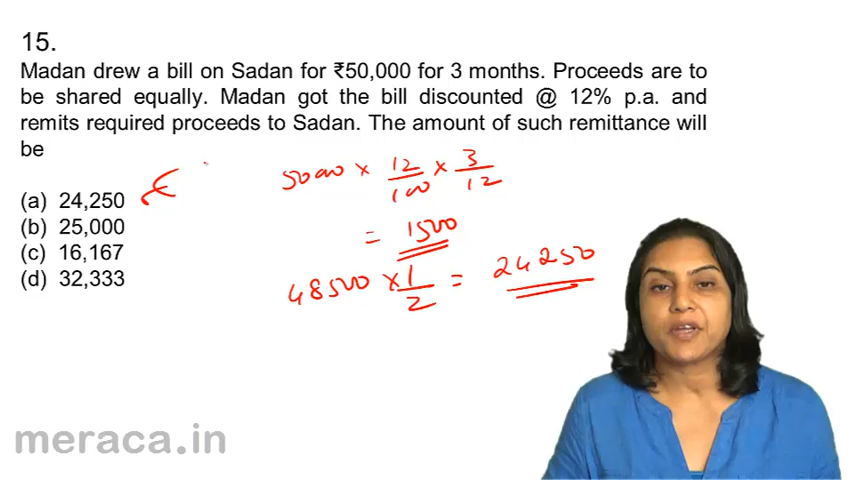 15.
Madan drew a bill on Sadan for ₹50,000 for 3 months. Proceeds are to
be shared equally. Madan got the bill discounted @ 12% p.a. and
remits required proceeds to Sadan. The amount of such remittance will
be
(a) 24,250
(b) 25,000
(c) 16,167
(d) 32,333
50000 × 12/100 × 3/12
= 1500
48500 × 1/2 = 24250
meraca.in